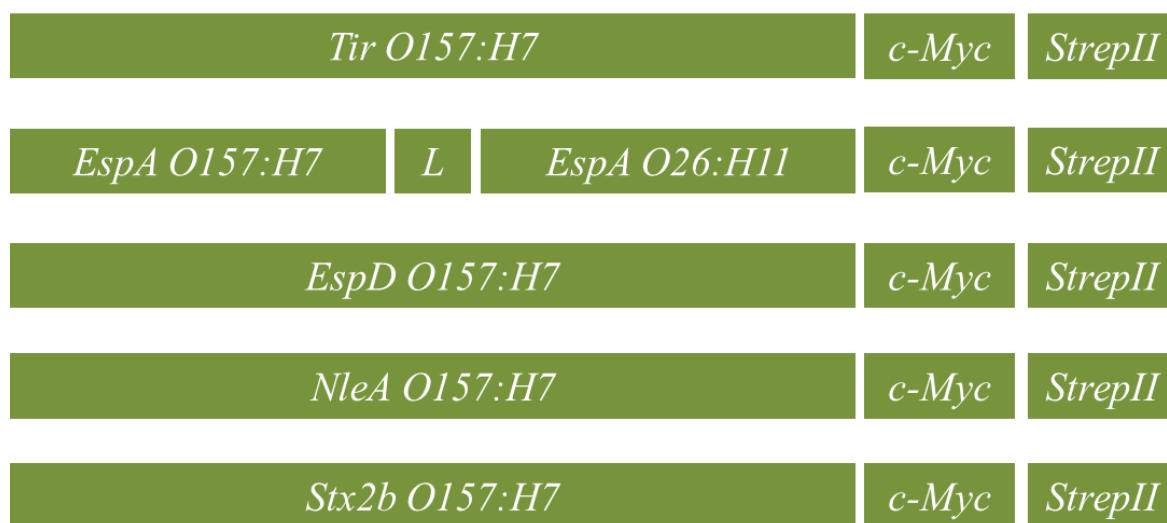 Tir O157:H7 c-Myc StrepII
EspA O157:H7 L EspA O26:H11 c-Myc StrepII
EspD O157:H7 c-Myc StrepII
NleA O157:H7 c-Myc StrepII
Stx2b O157:H7 c-Myc StrepII